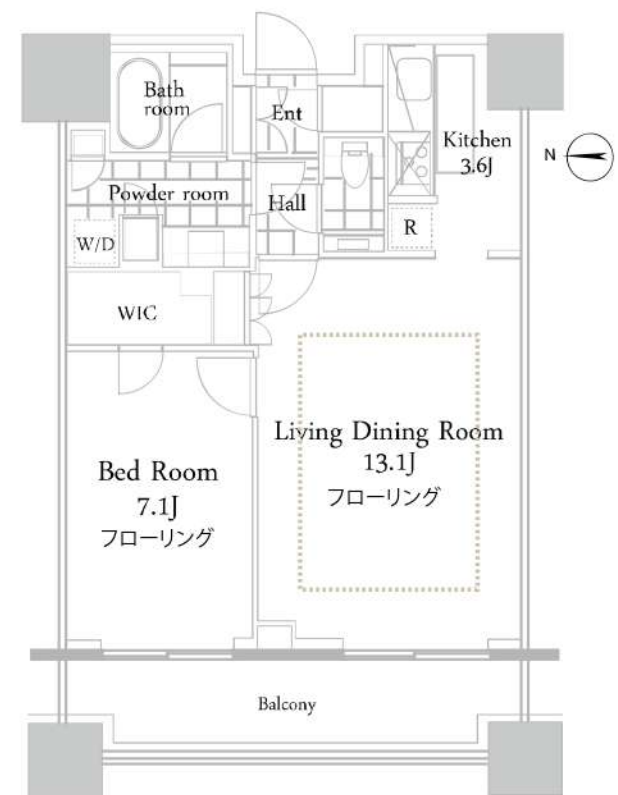 Bath
room
Ent
Kitchen
3.6J
N
Powder room
Hall
R
W/D
WIC
Living Dining Room
13.1J
フローリング
Bed Room
7.1J
フローリング
Balcony